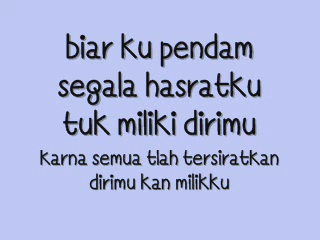 biar ku pendam
segala hasratku
tuk miliki dirimu
karna semua tlah tersiratkan
dirimu kan milikku